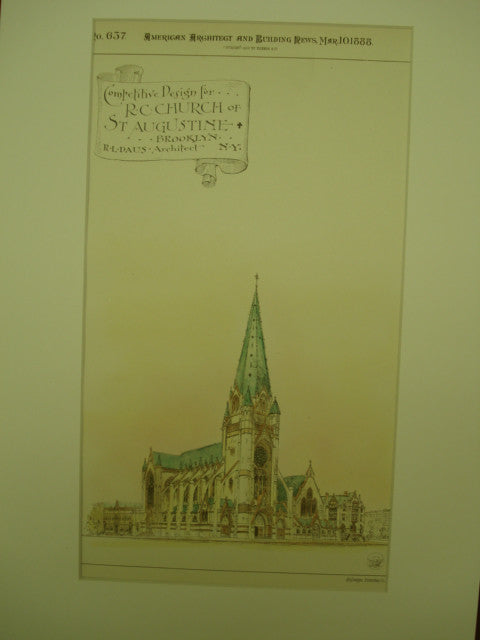 No. 637 American Architect and Building News, Mar. 10 1888.
Competitive Design for . . .
R·C·CHURCH OF
ST AUGUSTINE
· · · BROOKLYN · ·
R·L·DAUS · Architect · N·Y·